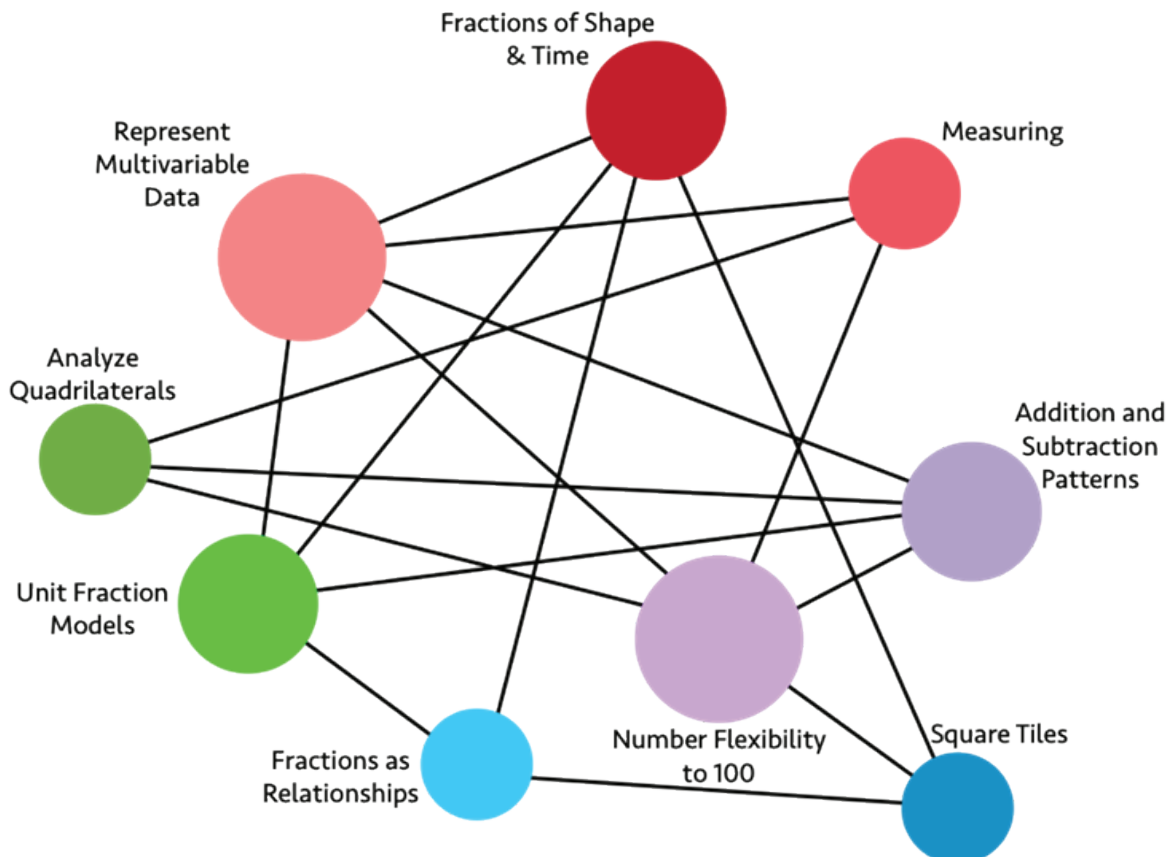 Fractions of Shape
& Time
Measuring
Represent
Multivariable
Data
Analyze
Quadrilaterals
Addition and
Subtraction
Patterns
Unit Fraction
Models
Number Flexibility
to 100
Square Tiles
Fractions as
Relationships